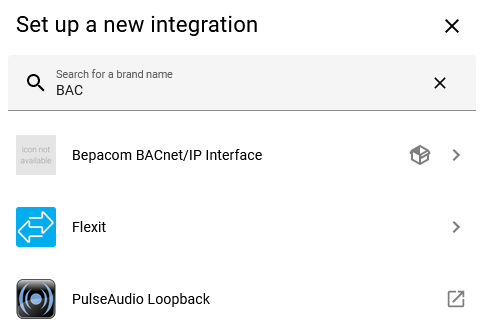 Set up a new integration
Search for a brand name
BAC
icon not
available
Bepacom BACnet/IP Interface
Flexit
PulseAudio Loopback